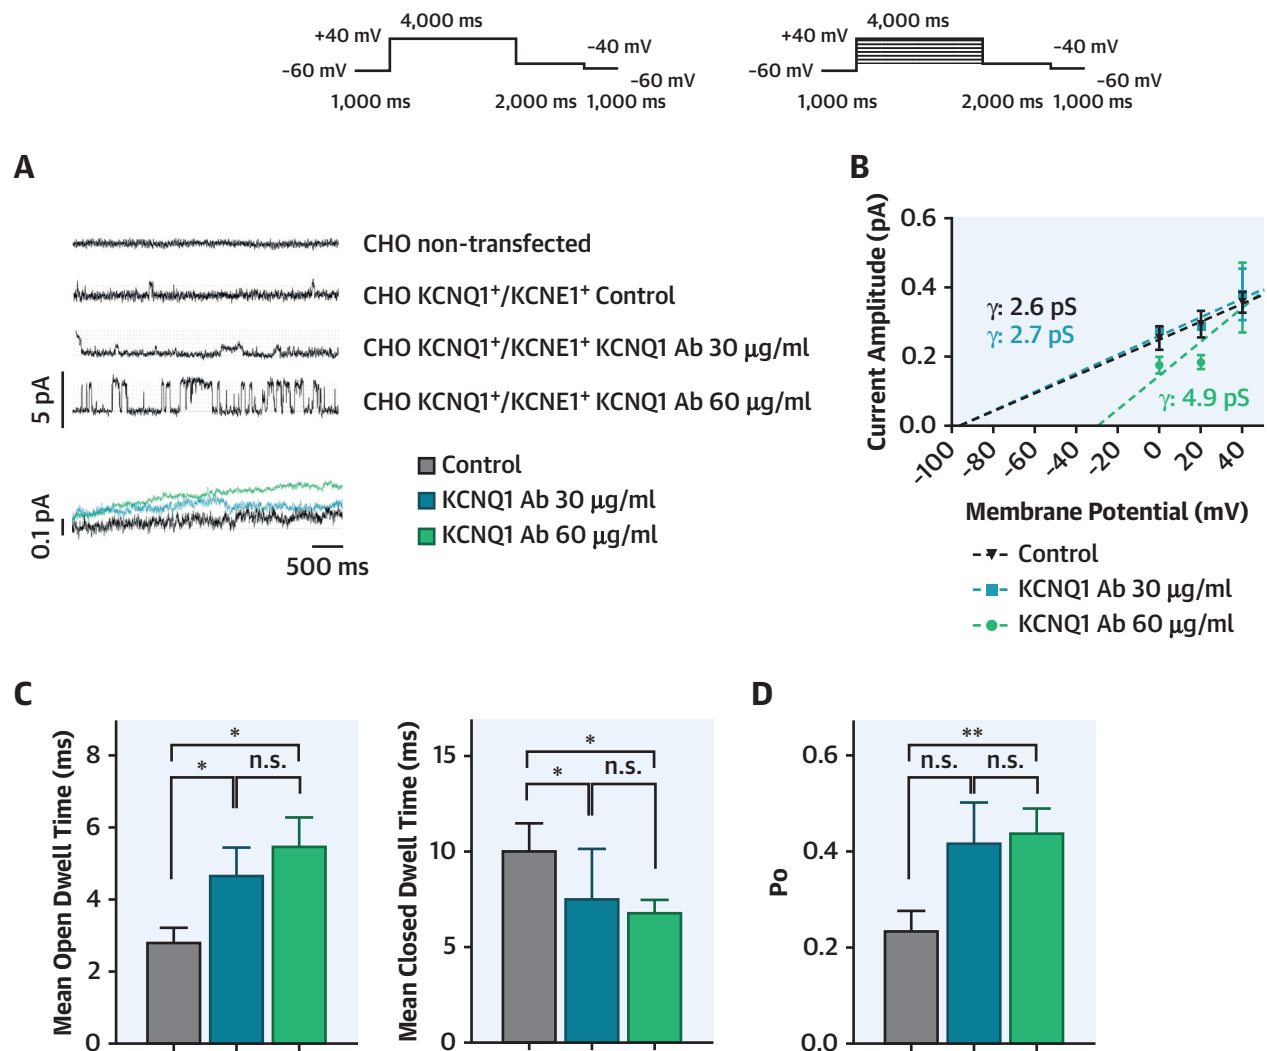 4,000 ms
+40 mV
-40 mV
-60 mV
-60 mV
1,000 ms
2,000 ms
1,000 ms
4,000 ms
+40 mV
-40 mV
-60 mV
-60 mV
1,000 ms
2,000 ms
1,000 ms
A
CHO non-transfected
CHO KCNQ1⁺/KCNE1⁺ Control
CHO KCNQ1⁺/KCNE1⁺ KCNQ1 Ab 30 µg/ml
CHO KCNQ1⁺/KCNE1⁺ KCNQ1 Ab 60 µg/ml
5 pA
Control
KCNQ1 Ab 30 µg/ml
KCNQ1 Ab 60 µg/ml
0.1 pA
500 ms
B
Current Amplitude (pA)
0.6
0.4
0.2
0.0
γ: 2.6 pS
γ: 2.7 pS
γ: 4.9 pS
-100
-80
-60
-40
-20
0
20
40
Membrane Potential (mV)
Control
KCNQ1 Ab 30 µg/ml
KCNQ1 Ab 60 µg/ml
C
Mean Open Dwell Time (ms)
8
6
4
2
0
*
*
n.s.
Mean Closed Dwell Time (ms)
15
10
5
0
*
*
n.s.
D
Po
0.6
0.4
0.2
0.0
**
n.s.
n.s.